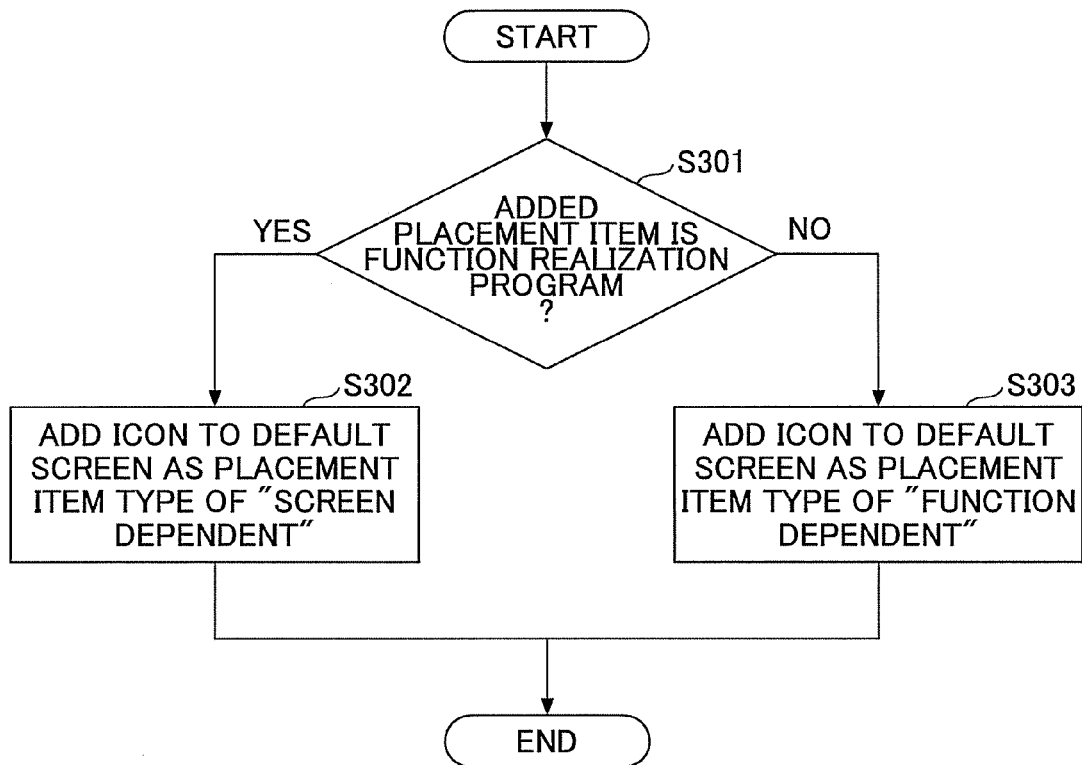 START
S301
ADDED
PLACEMENT ITEM IS
FUNCTION REALIZATION
PROGRAM
?
YES
NO
S302
ADD ICON TO DEFAULT
SCREEN AS PLACEMENT
ITEM TYPE OF "SCREEN
DEPENDENT"
S303
ADD ICON TO DEFAULT
SCREEN AS PLACEMENT
ITEM TYPE OF "FUNCTION
DEPENDENT"
END